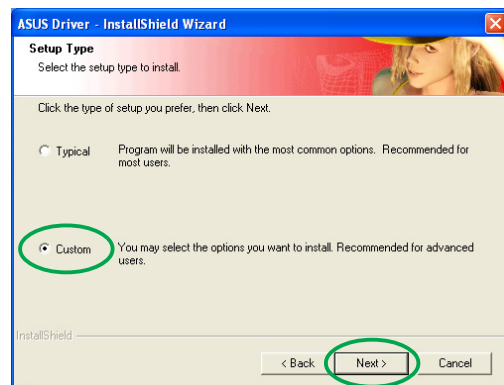 ASUS Driver - InstallShield Wizard
Setup Type
Select the setup type to install.
Click the type of setup you prefer, then click Next.
Typical Program will be installed with the most common options. Recommended for
most users.
Custom You may select the options you want to install. Recommended for advanced
users.
InstallShield
< Back Next > Cancel